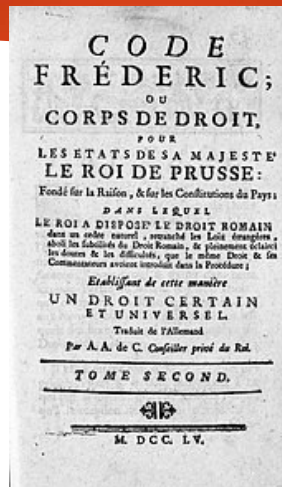 CODE
FRÉDERIC;
OU
CORPS DE DROIT,
POUR
LES ÉTATS DE SA MAJESTÉ
LE ROI DE PRUSSE:
Fondé ſur la Raiſon, & ſur les Conſtitutions du Pays;
DANS LEQUEL
LE ROI A DISPOSÉ LE DROIT ROMAIN
dans un ordre naturel, retranché les Loix étrangéres,
aboli les ſubtilités du Droit Romain, & pleinement éclairci
les doutes & les difficultés, que le même Droit & ſes
Commentateurs avoient introduit dans la Procédure;
Etabliſſant de cette maniére
UN DROIT CERTAIN
ET UNIVERSEL.
Traduit de l'Allemand
Par A. A. de C. Conſeiller privé du Roi.
TOME SECOND.
M. DCC. LV.